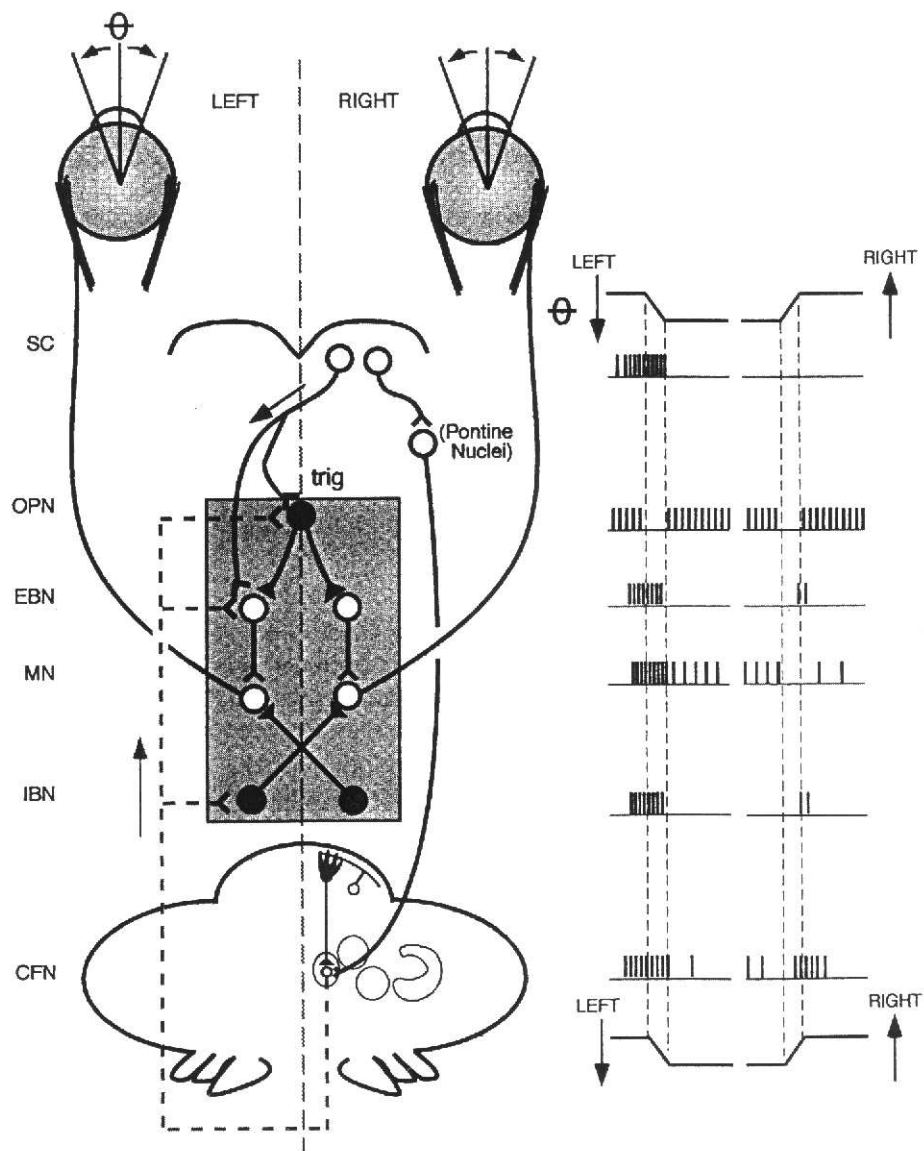 θ
LEFT
RIGHT
SC
(Pontine
Nuclei)
trig
OPN
EBN
MN
IBN
CFN
LEFT
RIGHT
θ
LEFT
RIGHT